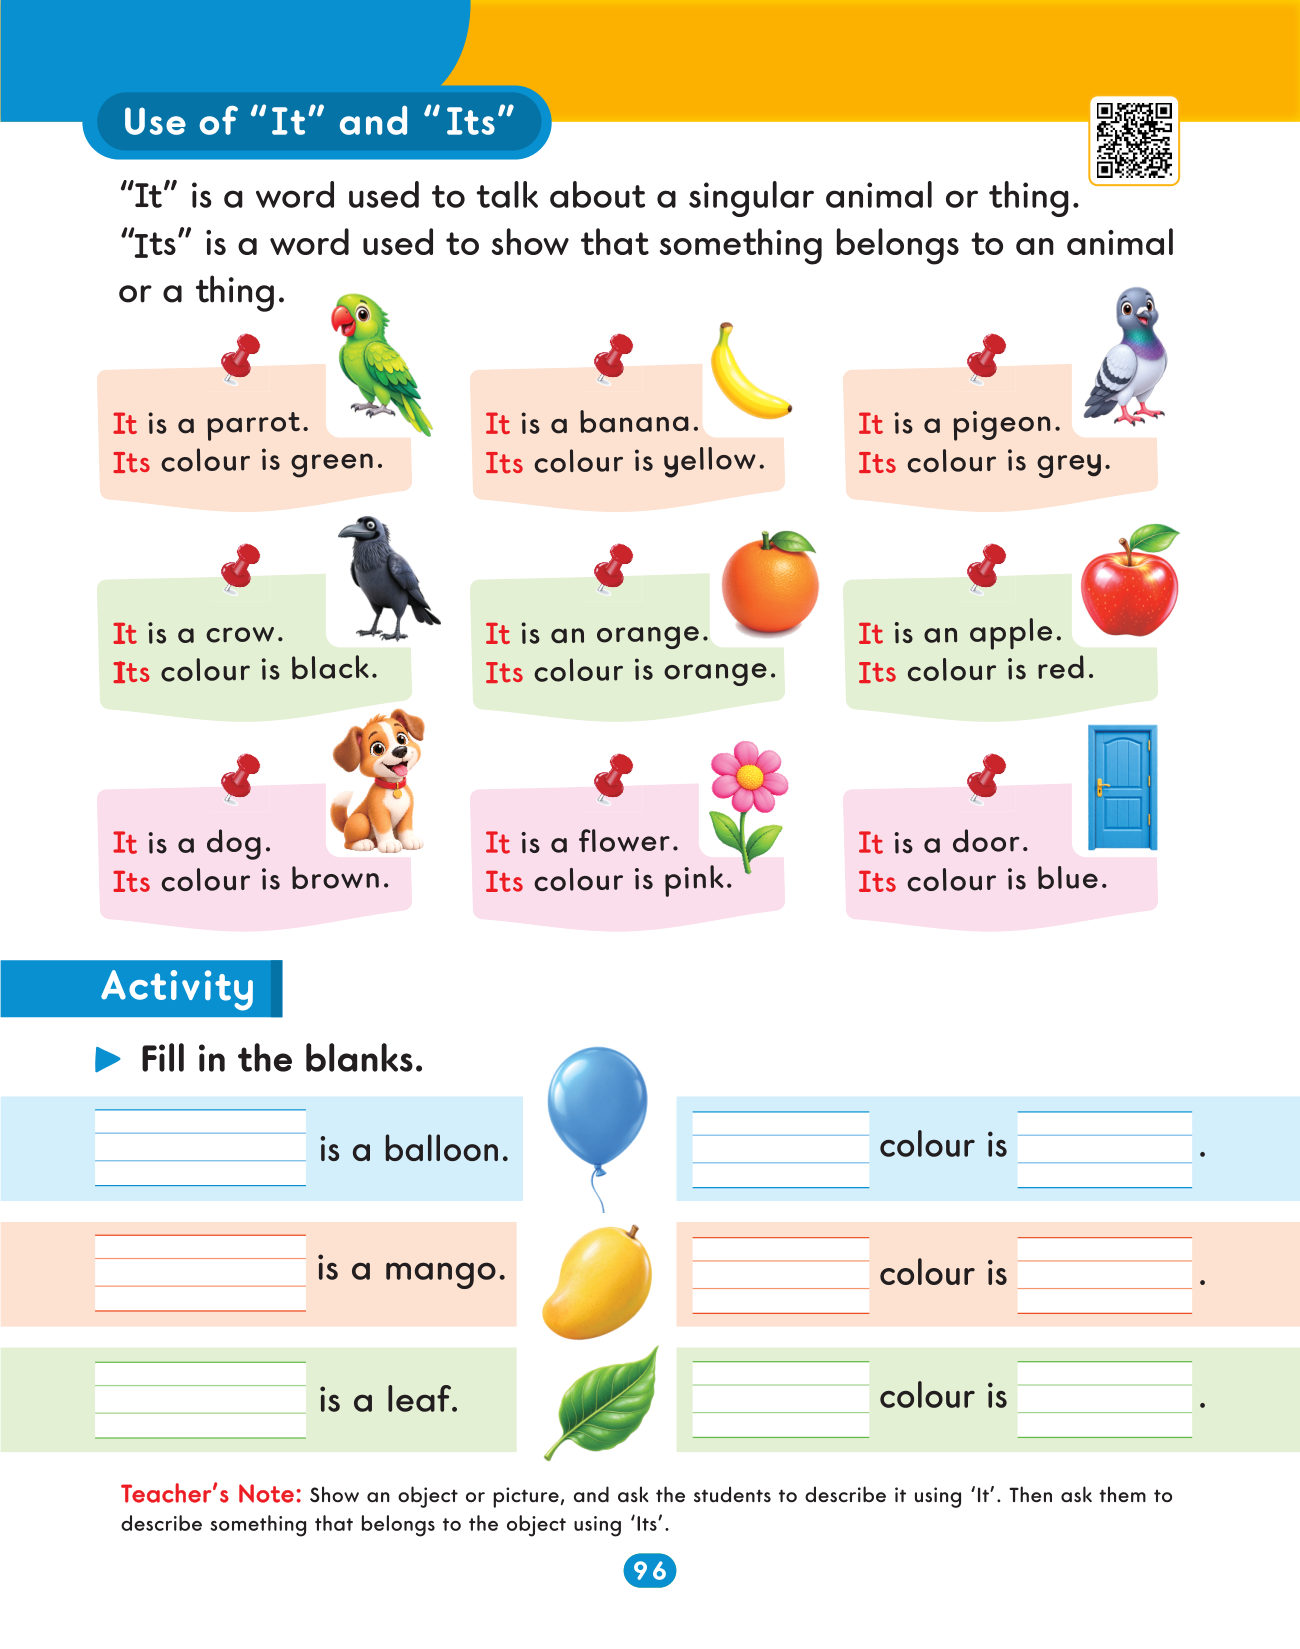 Use of “It” and “Its”
“It” is a word used to talk about a singular animal or thing.
“Its” is a word used to show that something belongs to an animal
or a thing.
It is a parrot.
Its colour is green.
It is a banana.
Its colour is yellow.
It is a pigeon.
Its colour is grey.
It is a crow.
Its colour is black.
It is an orange.
Its colour is orange.
It is an apple.
Its colour is red.
It is a dog.
Its colour is brown.
It is a flower.
Its colour is pink.
It is a door.
Its colour is blue.
Activity
Fill in the blanks.
is a balloon. colour is .
is a mango. colour is .
is a leaf. colour is .
Teacher’s Note: Show an object or picture, and ask the students to describe it using ‘It’. Then ask them to
describe something that belongs to the object using ‘Its’.
96